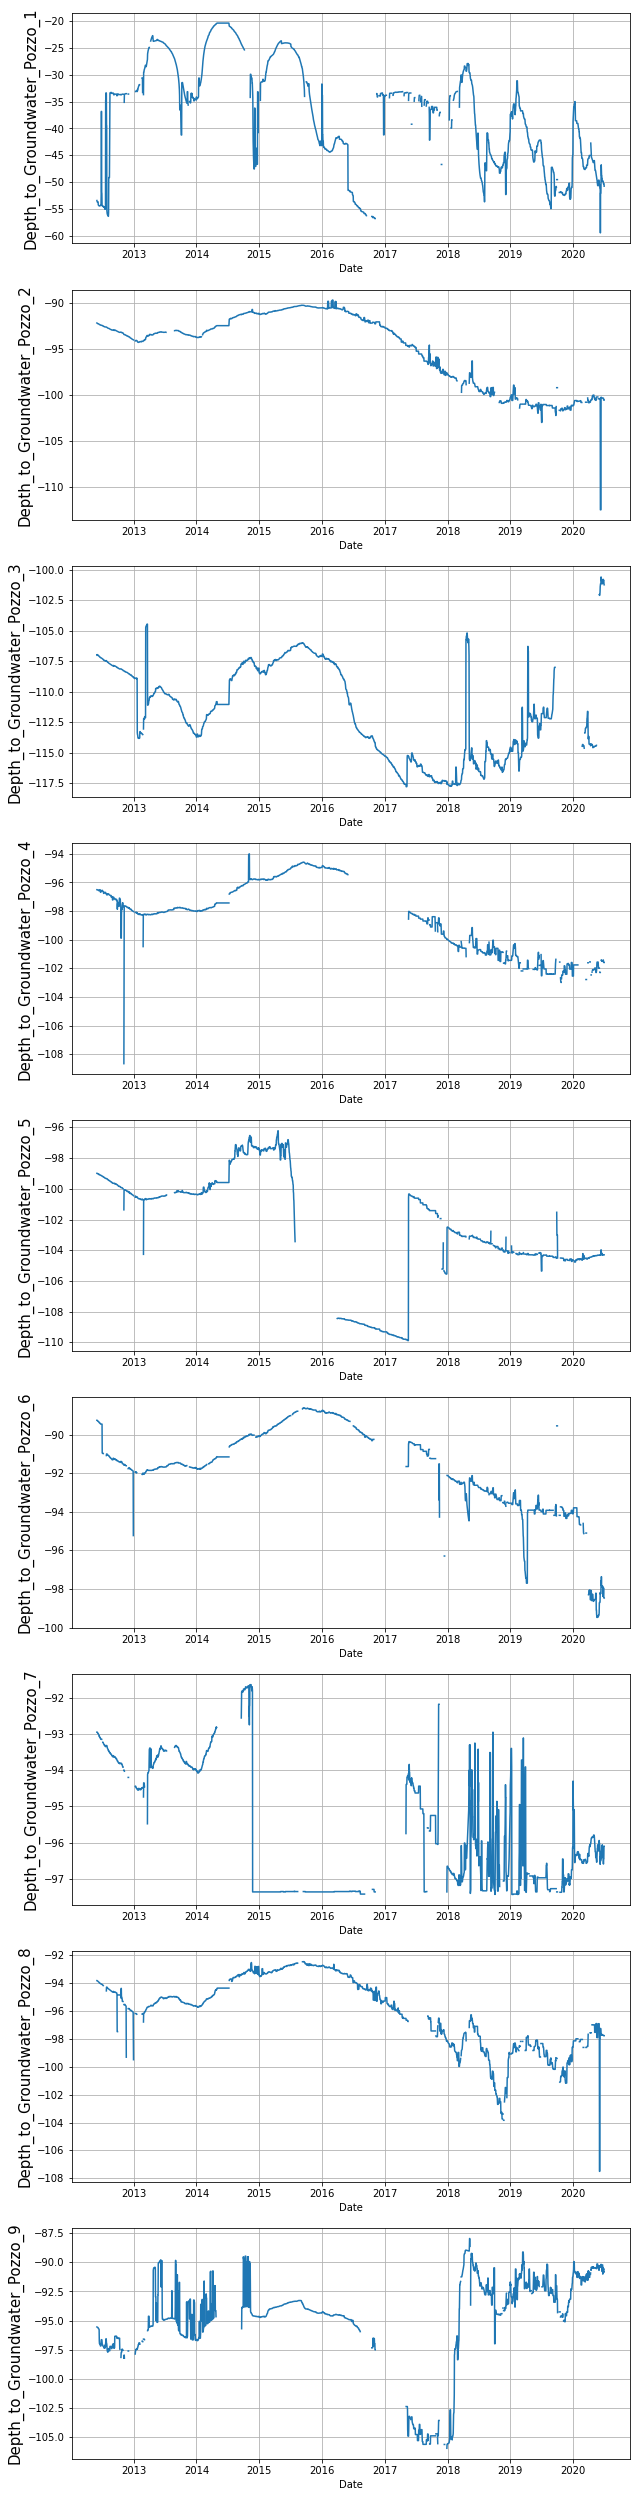 Depth_to_Groundwater_Pozzo_1
−20
−25
−30
−35
−40
−45
−50
−55
−60
2013 2014 2015 2016 2017 2018 2019 2020
Date
Depth_to_Groundwater_Pozzo_2
−90
−95
−100
−105
−110
2013 2014 2015 2016 2017 2018 2019 2020
Date
Depth_to_Groundwater_Pozzo_3
−100.0
−102.5
−105.0
−107.5
−110.0
−112.5
−115.0
−117.5
2013 2014 2015 2016 2017 2018 2019 2020
Date
Depth_to_Groundwater_Pozzo_4
−94
−96
−98
−100
−102
−104
−106
−108
2013 2014 2015 2016 2017 2018 2019 2020
Date
Depth_to_Groundwater_Pozzo_5
−96
−98
−100
−102
−104
−106
−108
−110
2013 2014 2015 2016 2017 2018 2019 2020
Date
Depth_to_Groundwater_Pozzo_6
−90
−92
−94
−96
−98
−100
2013 2014 2015 2016 2017 2018 2019 2020
Date
Depth_to_Groundwater_Pozzo_7
−92
−93
−94
−95
−96
−97
2013 2014 2015 2016 2017 2018 2019 2020
Date
Depth_to_Groundwater_Pozzo_8
−92
−94
−96
−98
−100
−102
−104
−106
−108
2013 2014 2015 2016 2017 2018 2019 2020
Date
Depth_to_Groundwater_Pozzo_9
−87.5
−90.0
−92.5
−95.0
−97.5
−100.0
−102.5
−105.0
2013 2014 2015 2016 2017 2018 2019 2020
Date